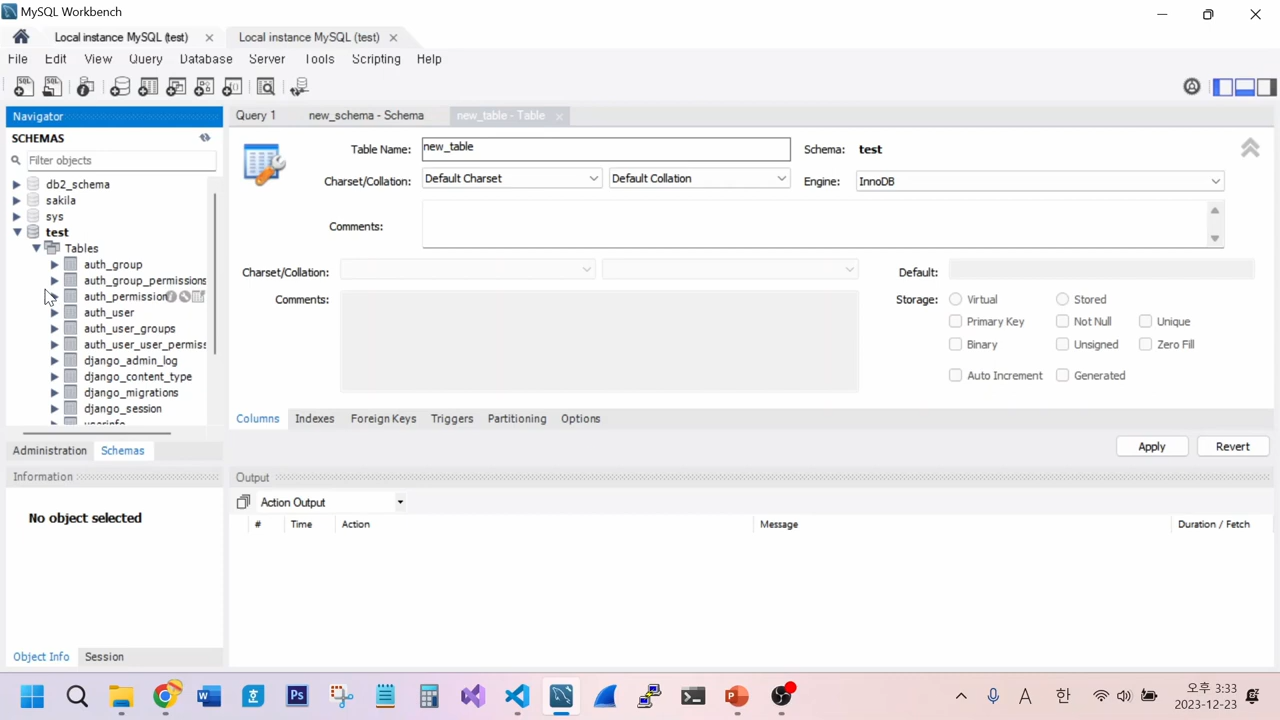 MySQL Workbench
Local instance MySQL (test)
Local instance MySQL (test)
File Edit View Query Database Server Tools Scripting Help
Navigator
SCHEMAS
Filter objects
db2_schema
sakila
sys
test
Tables
auth_group
auth_group_permissions
auth_permission
auth_user
auth_user_groups
auth_user_user_permiss
django_admin_log
django_content_type
django_migrations
django_session
userinfo
Administration Schemas
Information
No object selected
Object Info Session
Query 1 new_schema - Schema new_table - Table
Table Name: new_table Schema: test
Charset/Collation: Default Charset Default Collation Engine: InnoDB
Comments:
Charset/Collation: Default:
Comments: Storage: Virtual Stored
Primary Key Not Null Unique
Binary Unsigned Zero Fill
Auto Increment Generated
Columns Indexes Foreign Keys Triggers Partitioning Options
Apply Revert
Output
Action Output
# Time Action Message Duration / Fetch
A 한
오후 3:33
2023-12-23